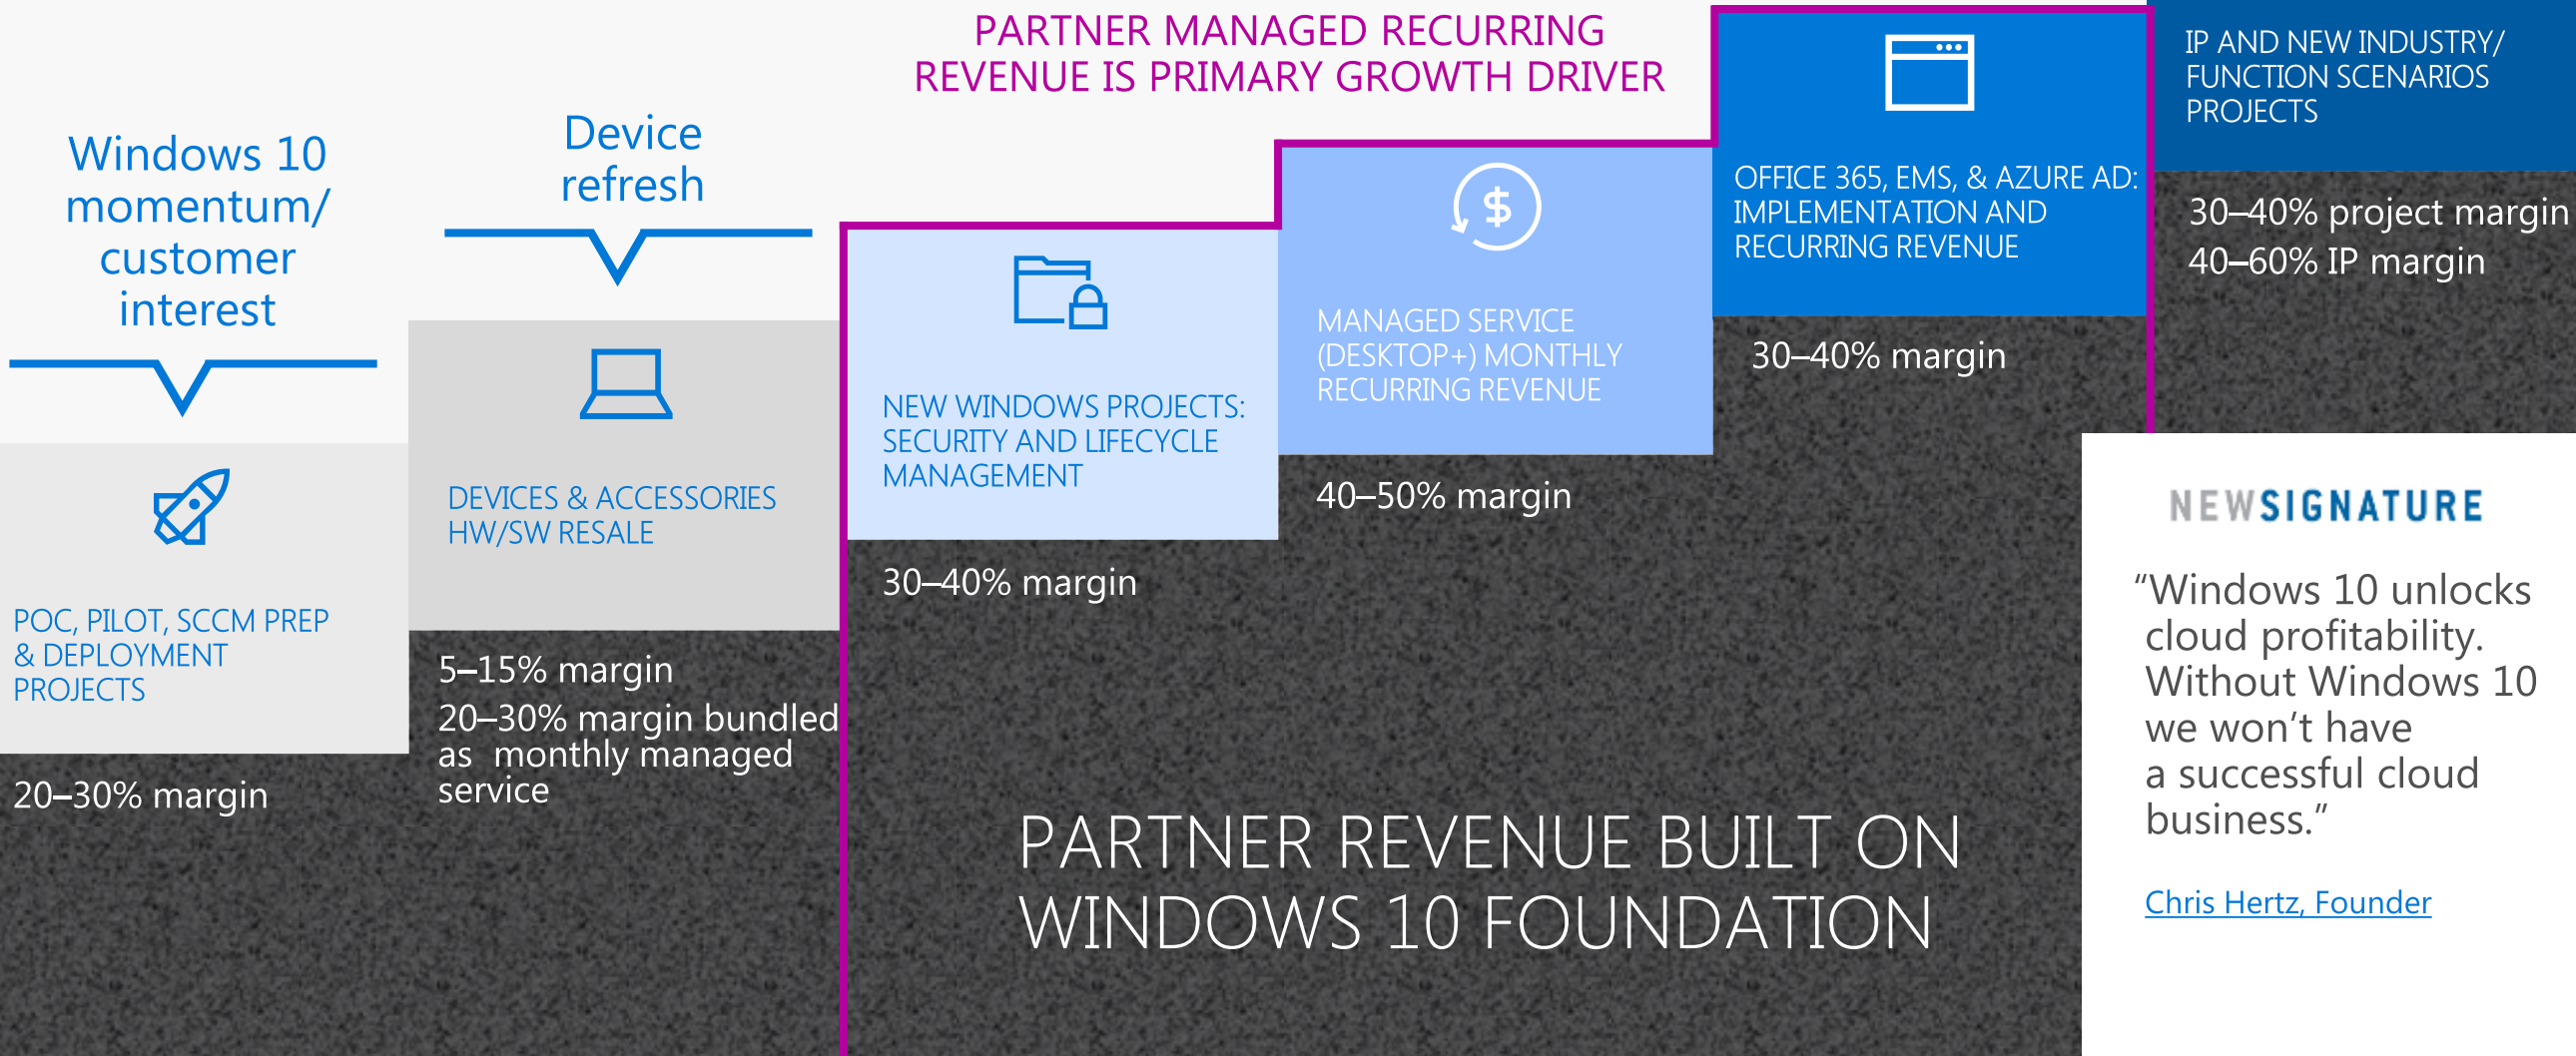 PARTNER MANAGED RECURRING
REVENUE IS PRIMARY GROWTH DRIVER
Windows 10
momentum/
customer
interest
POC, PILOT, SCCM PREP
& DEPLOYMENT
PROJECTS
20–30% margin
Device
refresh
DEVICES & ACCESSORIES
HW/SW RESALE
5–15% margin
20–30% margin bundled
as  monthly managed
service
NEW WINDOWS PROJECTS:
SECURITY AND LIFECYCLE
MANAGEMENT
30–40% margin
$
MANAGED SERVICE
(DESKTOP+) MONTHLY
RECURRING REVENUE
40–50% margin
OFFICE 365, EMS, & AZURE AD:
IMPLEMENTATION AND
RECURRING REVENUE
30–40% margin
IP AND NEW INDUSTRY/
FUNCTION SCENARIOS
PROJECTS
30–40% project margin
40–60% IP margin
PARTNER REVENUE BUILT ON
WINDOWS 10 FOUNDATION
NEWSIGNATURE
“Windows 10 unlocks
cloud profitability.
Without Windows 10
we won’t have
a successful cloud
business.”
Chris Hertz, Founder